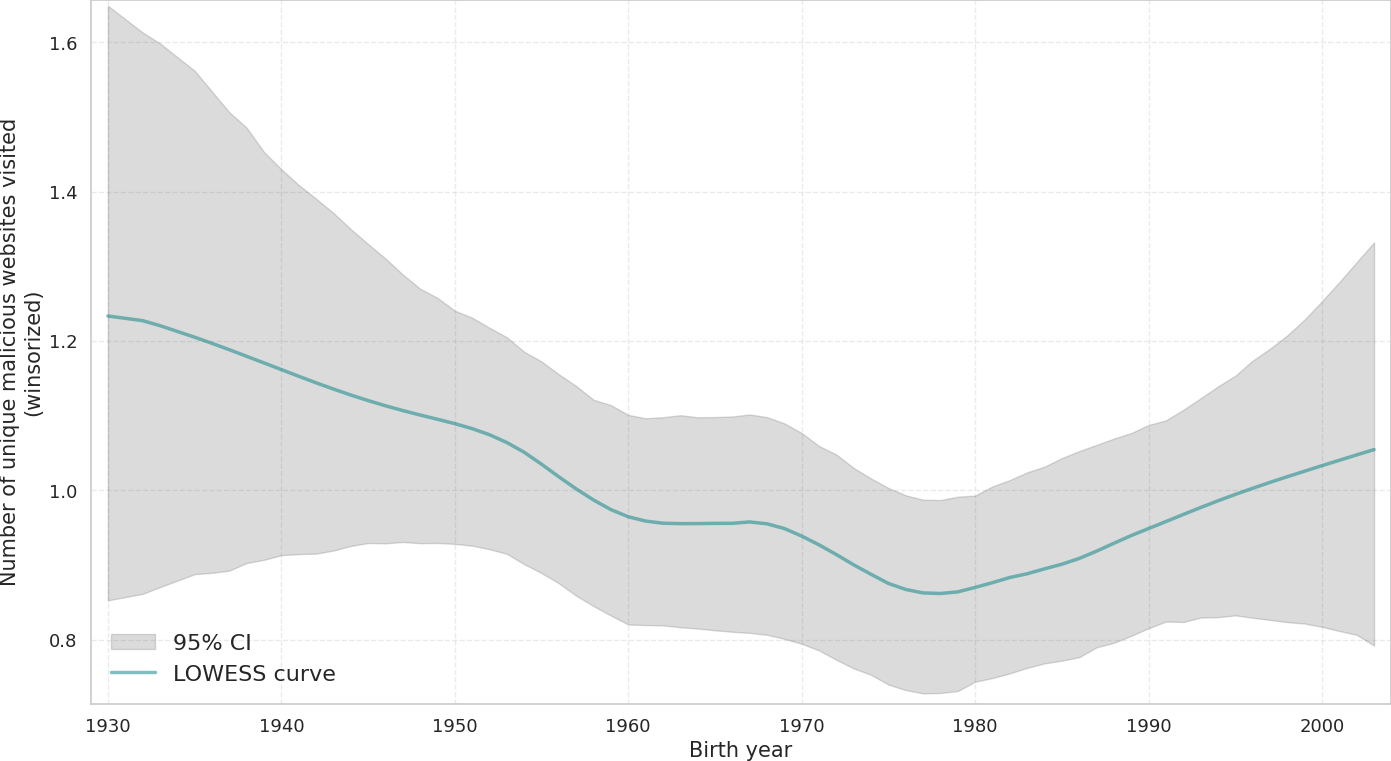 Number of unique malicious websites visited
(winsorized)
1.6
1.4
1.2
1.0
0.8
95% CI
LOWESS curve
1930 1940 1950 1960 1970 1980 1990 2000
Birth year